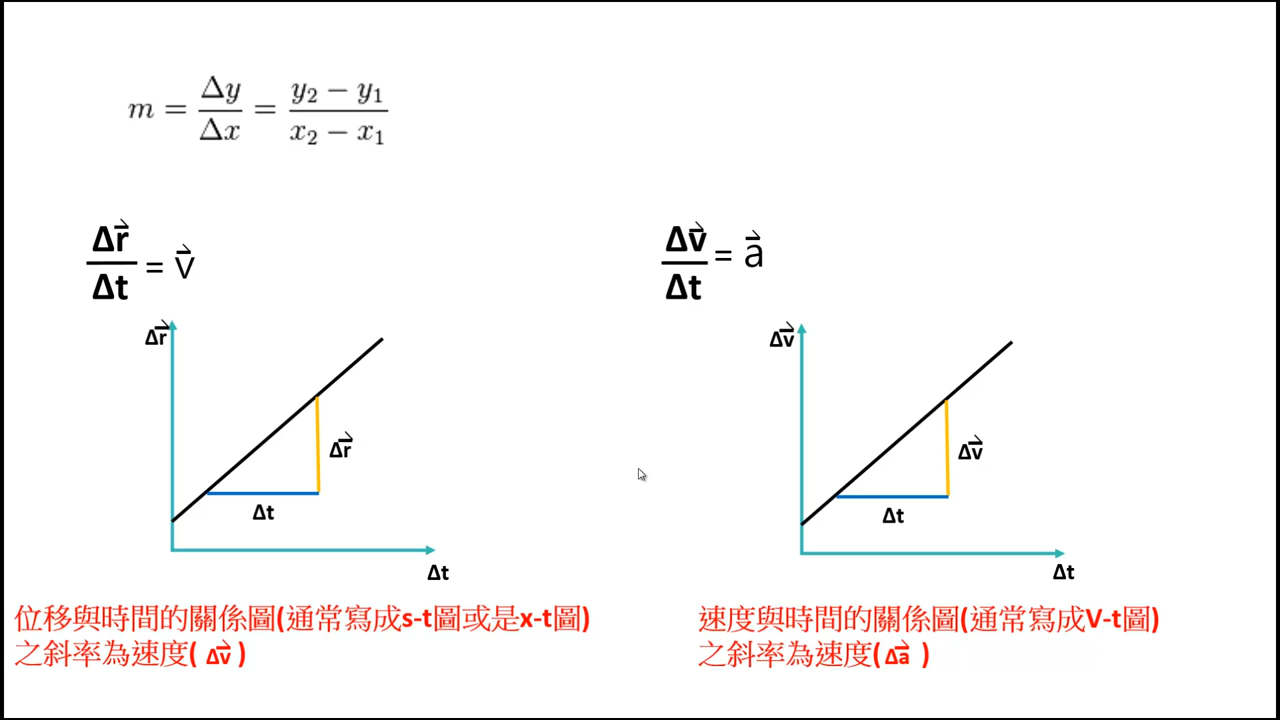 m = Δy/Δx = (y₂ − y₁)/(x₂ − x₁)
Δr⃗/Δt = v⃗
Δv⃗/Δt = a⃗
Δr⃗
Δr⃗
Δt
Δt
Δv⃗
Δv⃗
Δt
Δt
位移與時間的關係圖(通常寫成s-t圖或是x-t圖)
之斜率為速度( Δv⃗ )
速度與時間的關係圖(通常寫成V-t圖)
之斜率為速度( Δa⃗ )